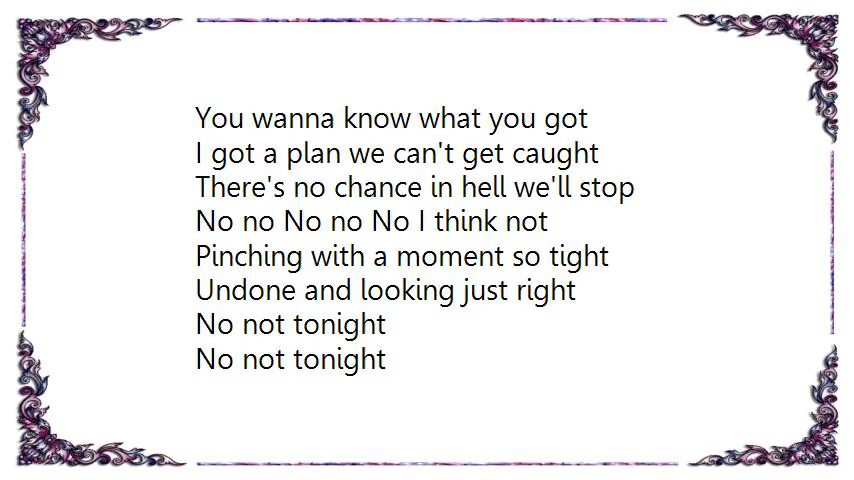 You wanna know what you got
I got a plan we can't get caught
There's no chance in hell we'll stop
No no No no No I think not
Pinching with a moment so tight
Undone and looking just right
No not tonight
No not tonight